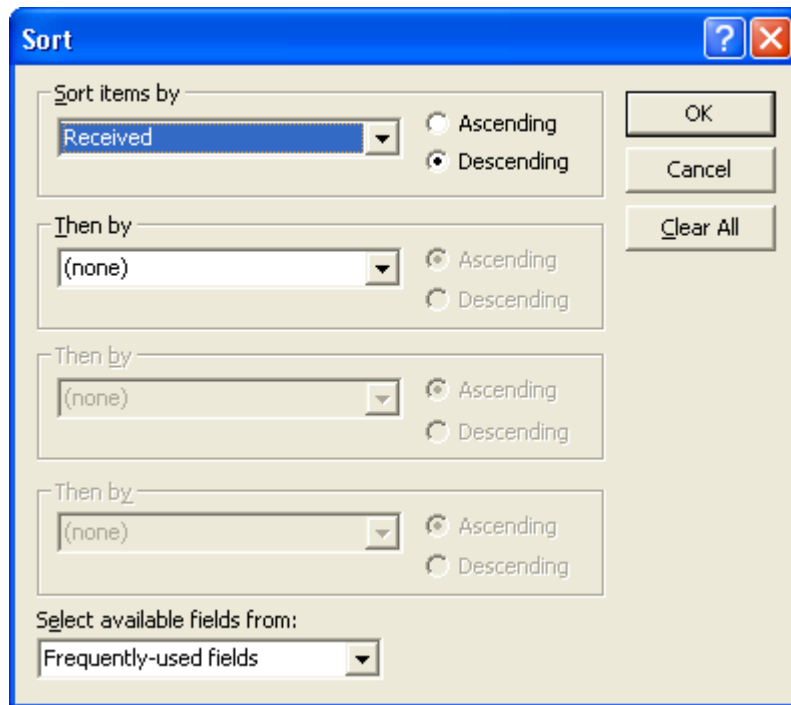 Sort
Sort items by
Received
Ascending
Descending
OK
Cancel
Clear All
Then by
(none)
Ascending
Descending
Then by
(none)
Ascending
Descending
Then by
(none)
Ascending
Descending
Select available fields from:
Frequently-used fields